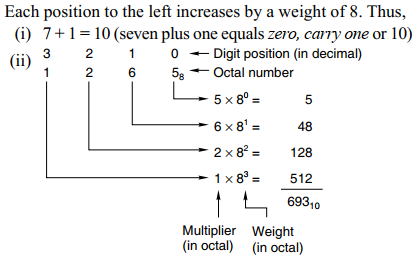 Each position to the left increases by a weight of 8. Thus,
(i) 7 + 1 = 10 (seven plus one equals zero, carry one or 10)
(ii) 3 2 1 0 Digit position (in decimal)
1 2 6 5₈ Octal number
5 × 8⁰ = 5
6 × 8¹ = 48
2 × 8² = 128
1 × 8³ = 512
693₁₀
Multiplier Weight
(in octal) (in octal)